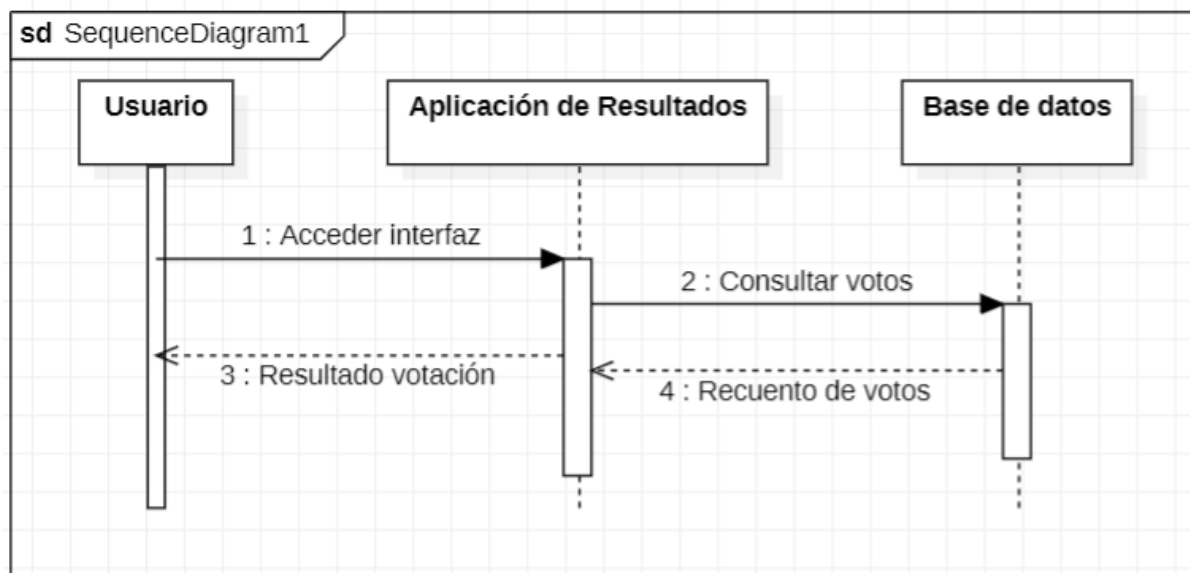 sd SequenceDiagram1
Usuario
Aplicación de Resultados
Base de datos
1 : Acceder interfaz
2 : Consultar votos
3 : Resultado votación
4 : Recuento de votos